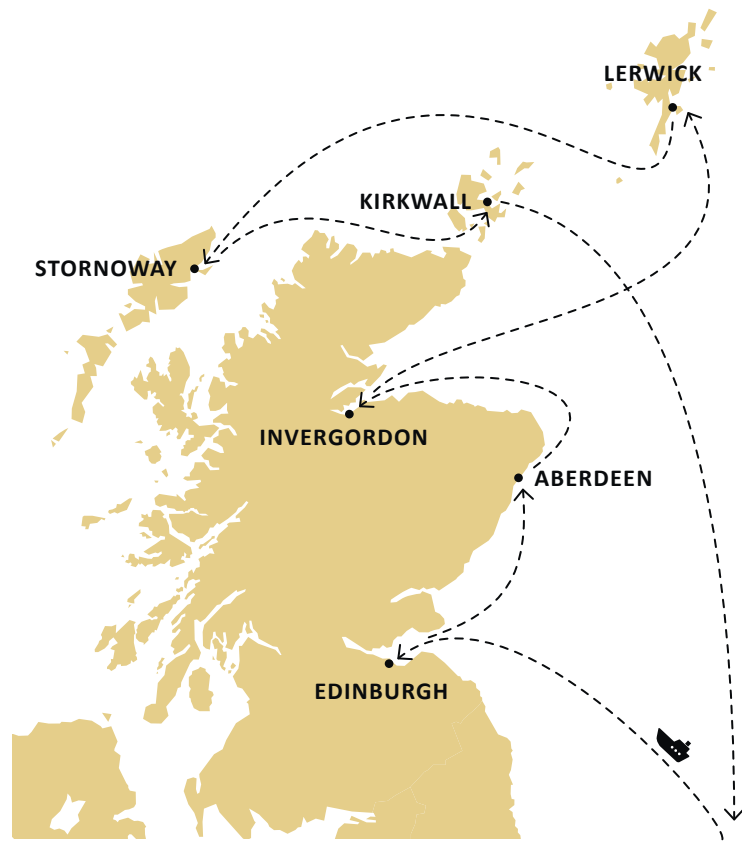 LERWICK
KIRKWALL
STORNOWAY
INVERGORDON
ABERDEEN
EDINBURGH